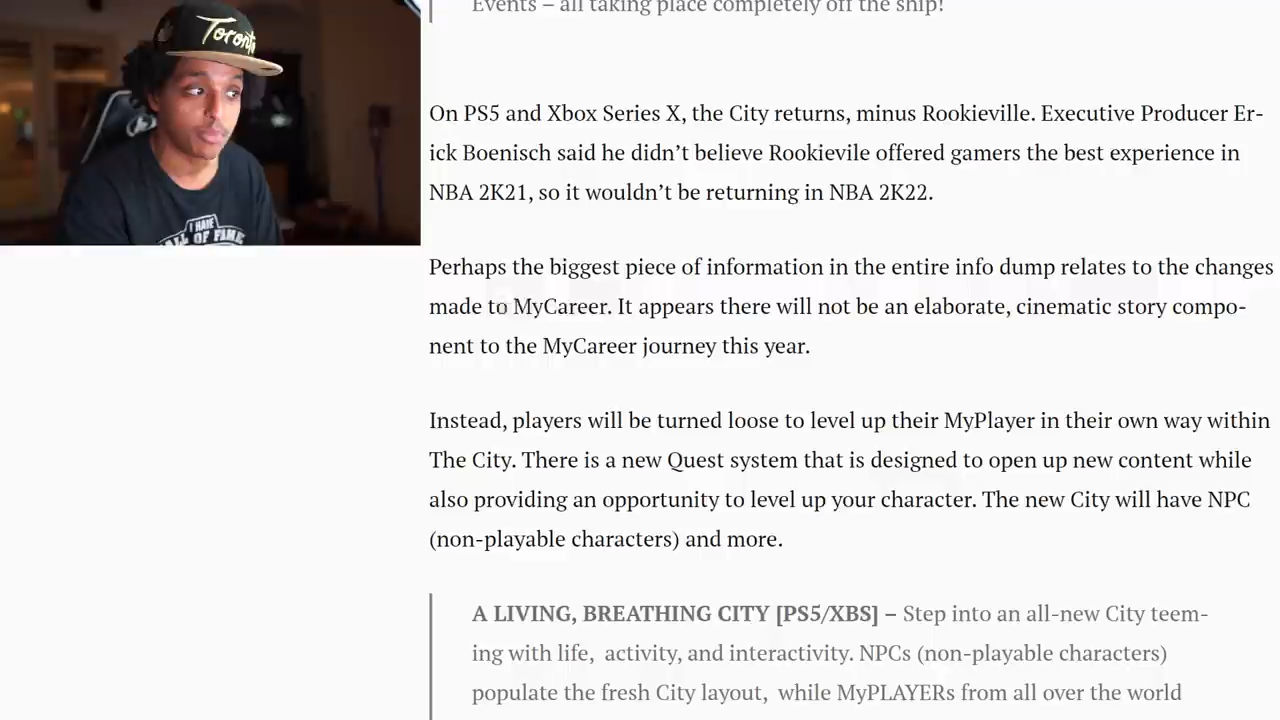 Events – all taking place completely off the ship!
Toronto
I HAVE
ALL OF FAME
On PS5 and Xbox Series X, the City returns, minus Rookieville. Executive Producer Er-
ick Boenisch said he didn’t believe Rookievile offered gamers the best experience in
NBA 2K21, so it wouldn’t be returning in NBA 2K22.
Perhaps the biggest piece of information in the entire info dump relates to the changes
made to MyCareer. It appears there will not be an elaborate, cinematic story compo-
nent to the MyCareer journey this year.
Instead, players will be turned loose to level up their MyPlayer in their own way within
The City. There is a new Quest system that is designed to open up new content while
also providing an opportunity to level up your character. The new City will have NPC
(non-playable characters) and more.
A LIVING, BREATHING CITY [PS5/XBS] – Step into an all-new City teem-
ing with life, activity, and interactivity. NPCs (non-playable characters)
populate the fresh City layout, while MyPLAYERs from all over the world